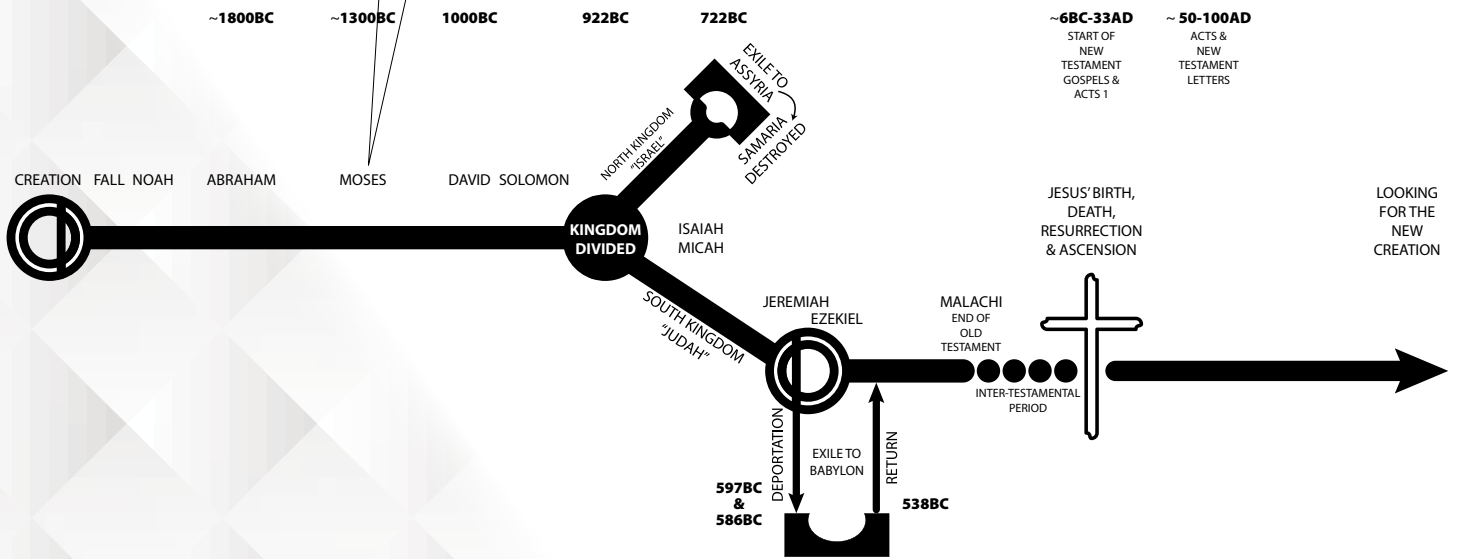 ~1800BC
~1300BC
1000BC
922BC
722BC
~6BC-33AD
START OF
NEW
TESTAMENT
GOSPELS &
ACTS 1
~ 50-100AD
ACTS &
NEW
TESTAMENT
LETTERS
EXILE TO
ASSYRIA
SAMARIA
DESTROYED
NORTH KINGDOM
"ISRAEL"
CREATION FALL NOAH ABRAHAM MOSES DAVID SOLOMON
KINGDOM
DIVIDED
ISAIAH
MICAH
SOUTH KINGDOM
"JUDAH"
JEREMIAH
EZEKIEL
MALACHI
END OF
OLD
TESTAMENT
INTER-TESTAMENTAL
PERIOD
JESUS' BIRTH,
DEATH,
RESURRECTION
& ASCENSION
LOOKING
FOR THE
NEW
CREATION
DEPORTATION
EXILE TO
BABYLON
RETURN
597BC
&
586BC
538BC